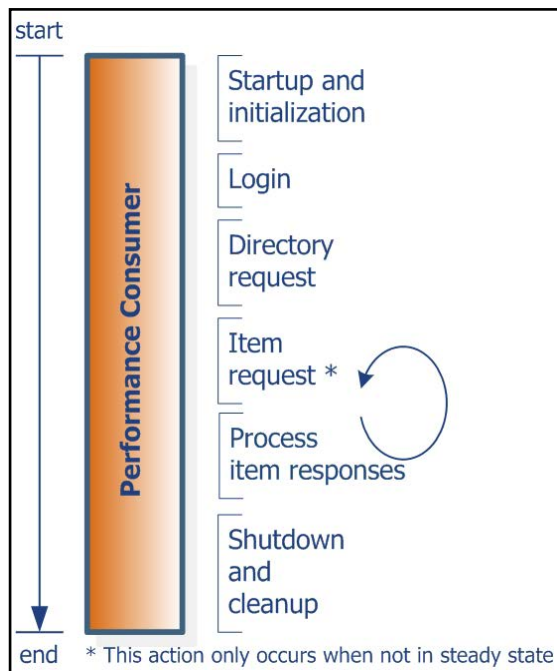 start
Performance Consumer
Startup and
initialization
Login
Directory
request
Item
request *
Process
item responses
Shutdown
and
cleanup
end
* This action only occurs when not in steady state